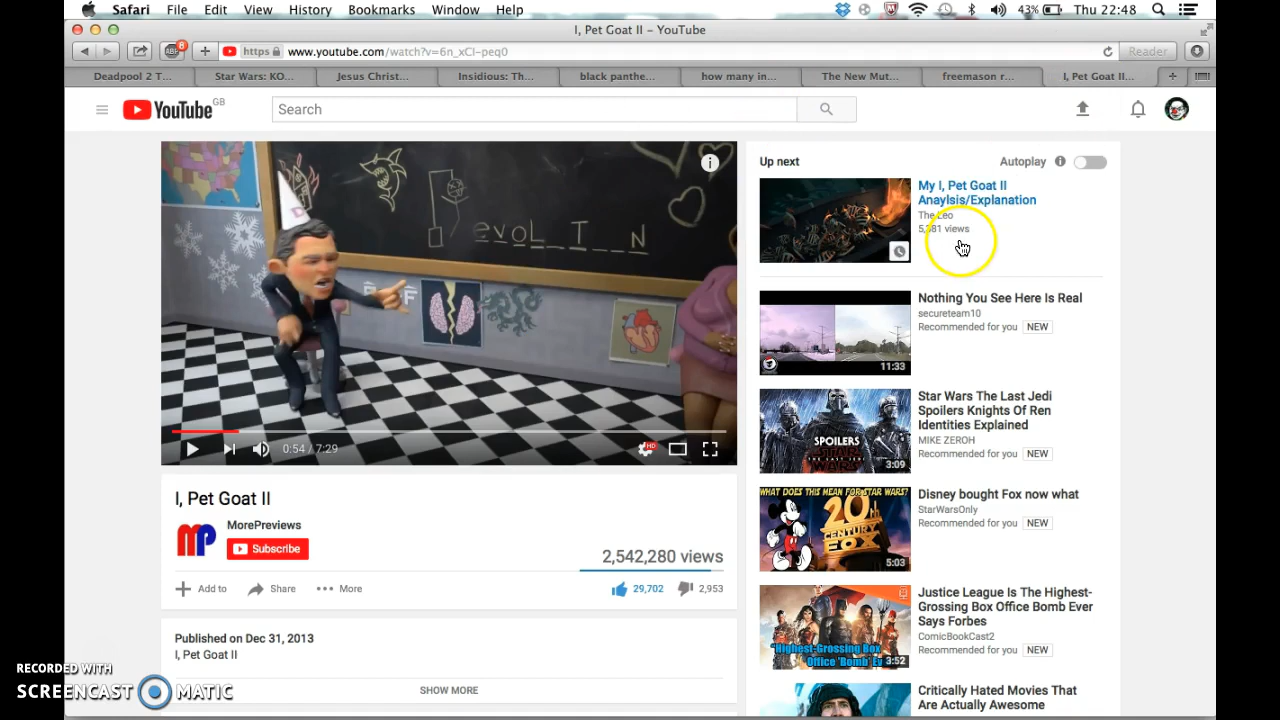 Safari File Edit View History Bookmarks Window Help 43% Thu 22:48
I, Pet Goat II – YouTube
https www.youtube.com/watch?v=6n_xCI-peq0 Reader
ABP 8
Deadpool 2 T... Star Wars: KO... Jesus Christ... Insidious: Th... black panthe... how many in... The New Mut... freemason r... I, Pet Goat II...
YouTube GB Search
evoL_T__N
0:54 / 7:29 HD
I, Pet Goat II
MP MorePreviews
Subscribe
2,542,280 views
Add to Share More 29,702 2,953
Published on Dec 31, 2013
I, Pet Goat II
SHOW MORE
Up next Autoplay
My I, Pet Goat II
Anaylsis/Explanation
The Leo
views
Nothing You See Here Is Real
secureteam10
Recommended for you NEW
11:33
Star Wars The Last Jedi
Spoilers Knights Of Ren
Identities Explained
MIKE ZEROH
Recommended for you NEW
SPOILERS
STAR WARS
THE LAST JEDI
3:09
Disney bought Fox now what
StarWarsOnly
Recommended for you NEW
WHAT DOES THIS MEAN FOR STAR WARS?
20th
CENTURY
FOX
5:03
Justice League Is The Highest-
Grossing Box Office Bomb Ever
Says Forbes
ComicBookCast2
Recommended for you NEW
"Highest-Grossing Box
Office 'Bomb' Ev
3:52
Critically Hated Movies That
Are Actually Awesome
RECORDED WITH
SCREENCAST MATIC